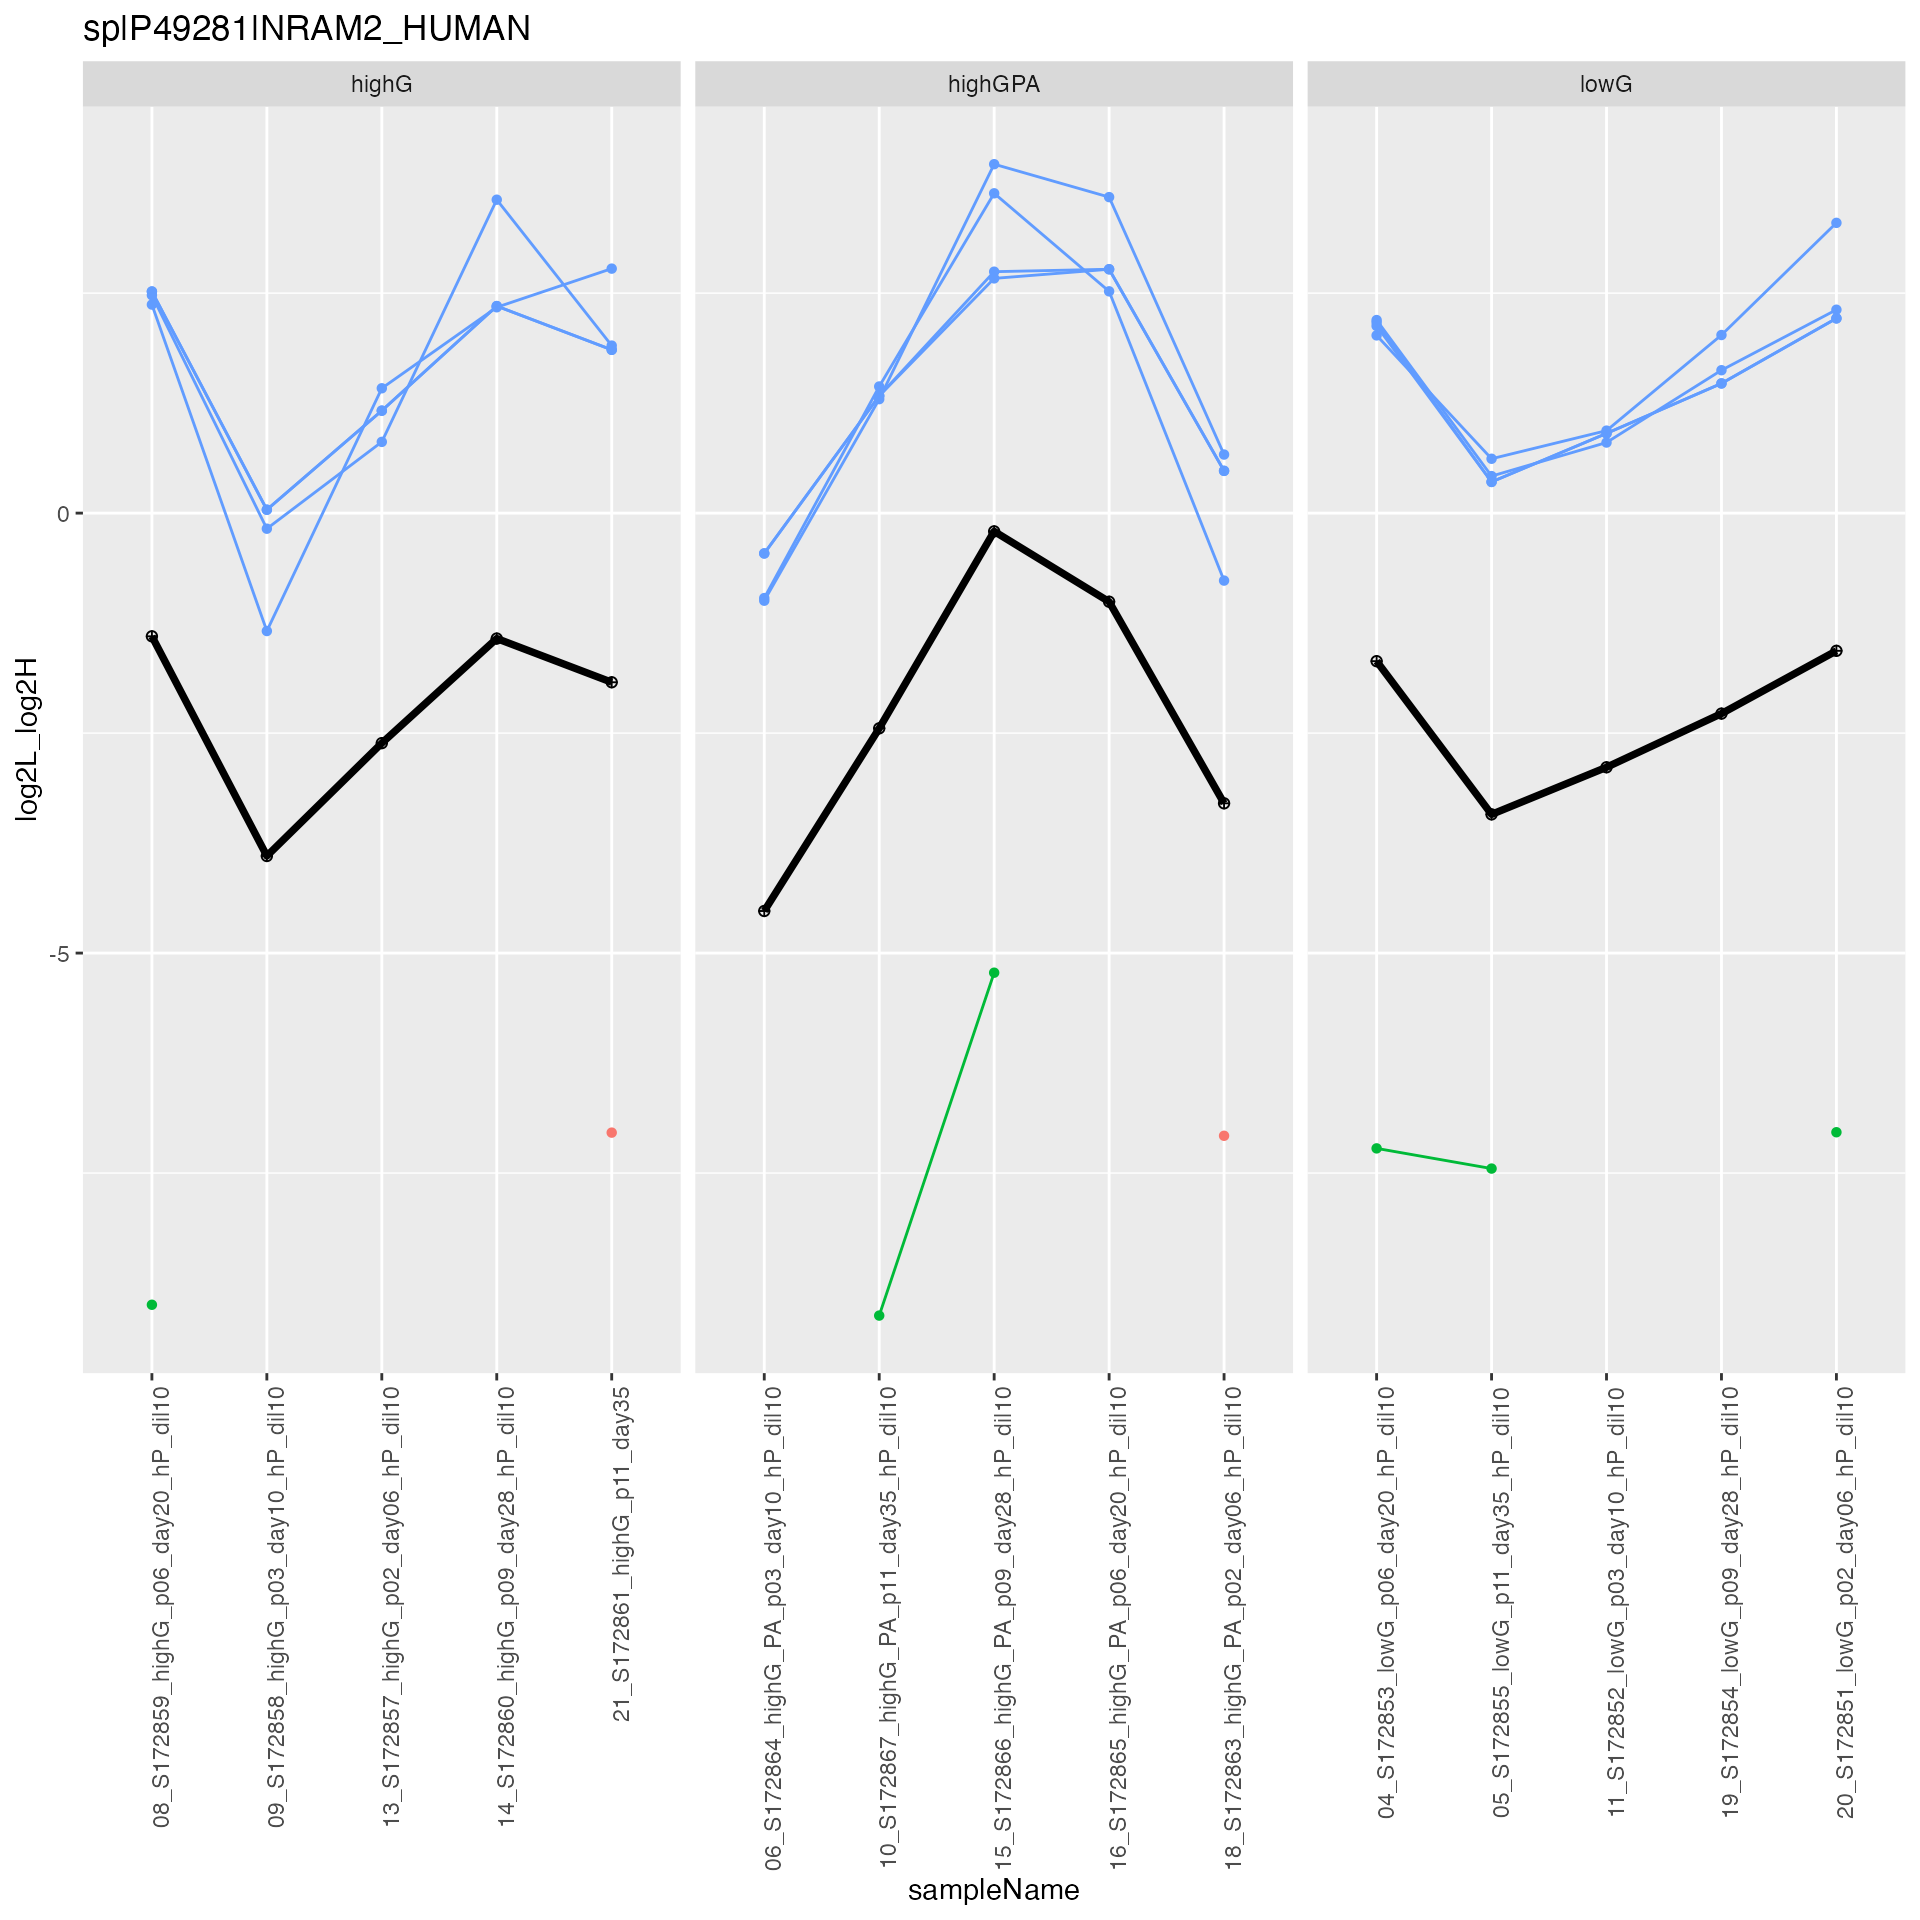 sp|P49281|NRAM2_HUMAN
highG
highGPA
lowG
log2L_log2H
0
-5
08_S172859_highG_p06_day20_hP_dil10
09_S172858_highG_p03_day10_hP_dil10
13_S172857_highG_p02_day06_hP_dil10
14_S172860_highG_p09_day28_hP_dil10
21_S172861_highG_p11_day35
06_S172864_highG_PA_p03_day10_hP_dil10
10_S172867_highG_PA_p11_day35_hP_dil10
15_S172866_highG_PA_p09_day28_hP_dil10
16_S172865_highG_PA_p06_day20_hP_dil10
18_S172863_highG_PA_p02_day06_hP_dil10
04_S172853_lowG_p06_day20_hP_dil10
05_S172855_lowG_p11_day35_hP_dil10
11_S172852_lowG_p03_day10_hP_dil10
19_S172854_lowG_p09_day28_hP_dil10
20_S172851_lowG_p02_day06_hP_dil10
sampleName